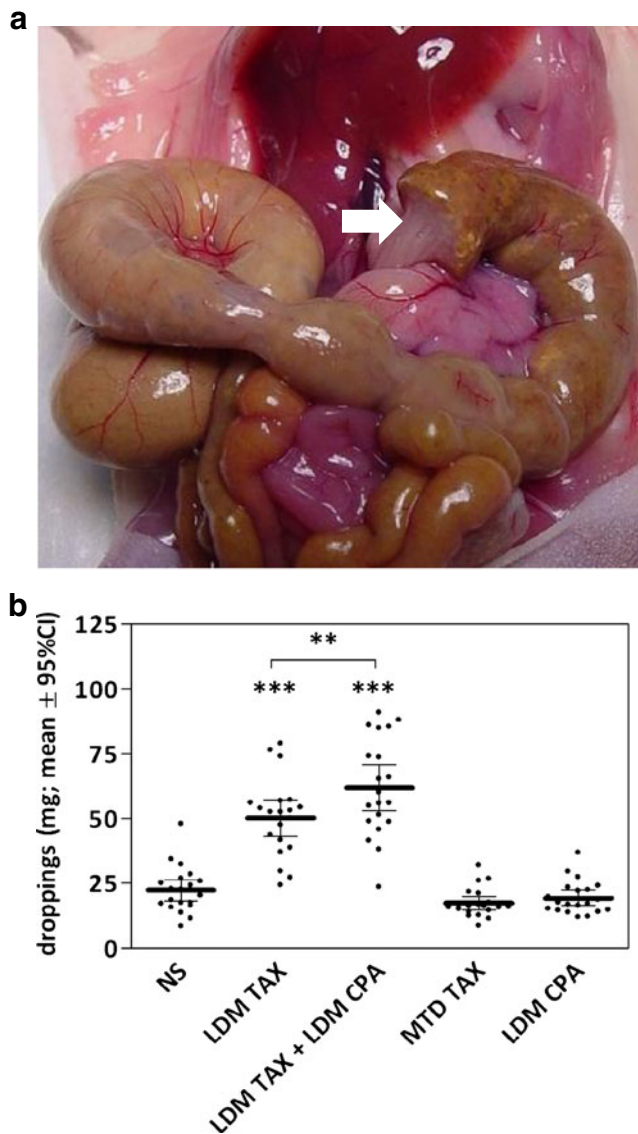 a
b
droppings (mg; mean ± 95%CI)
125
100
75
50
25
0
**
***
***
NS
LDM TAX
LDM TAX + LDM CPA
MTD TAX
LDM CPA